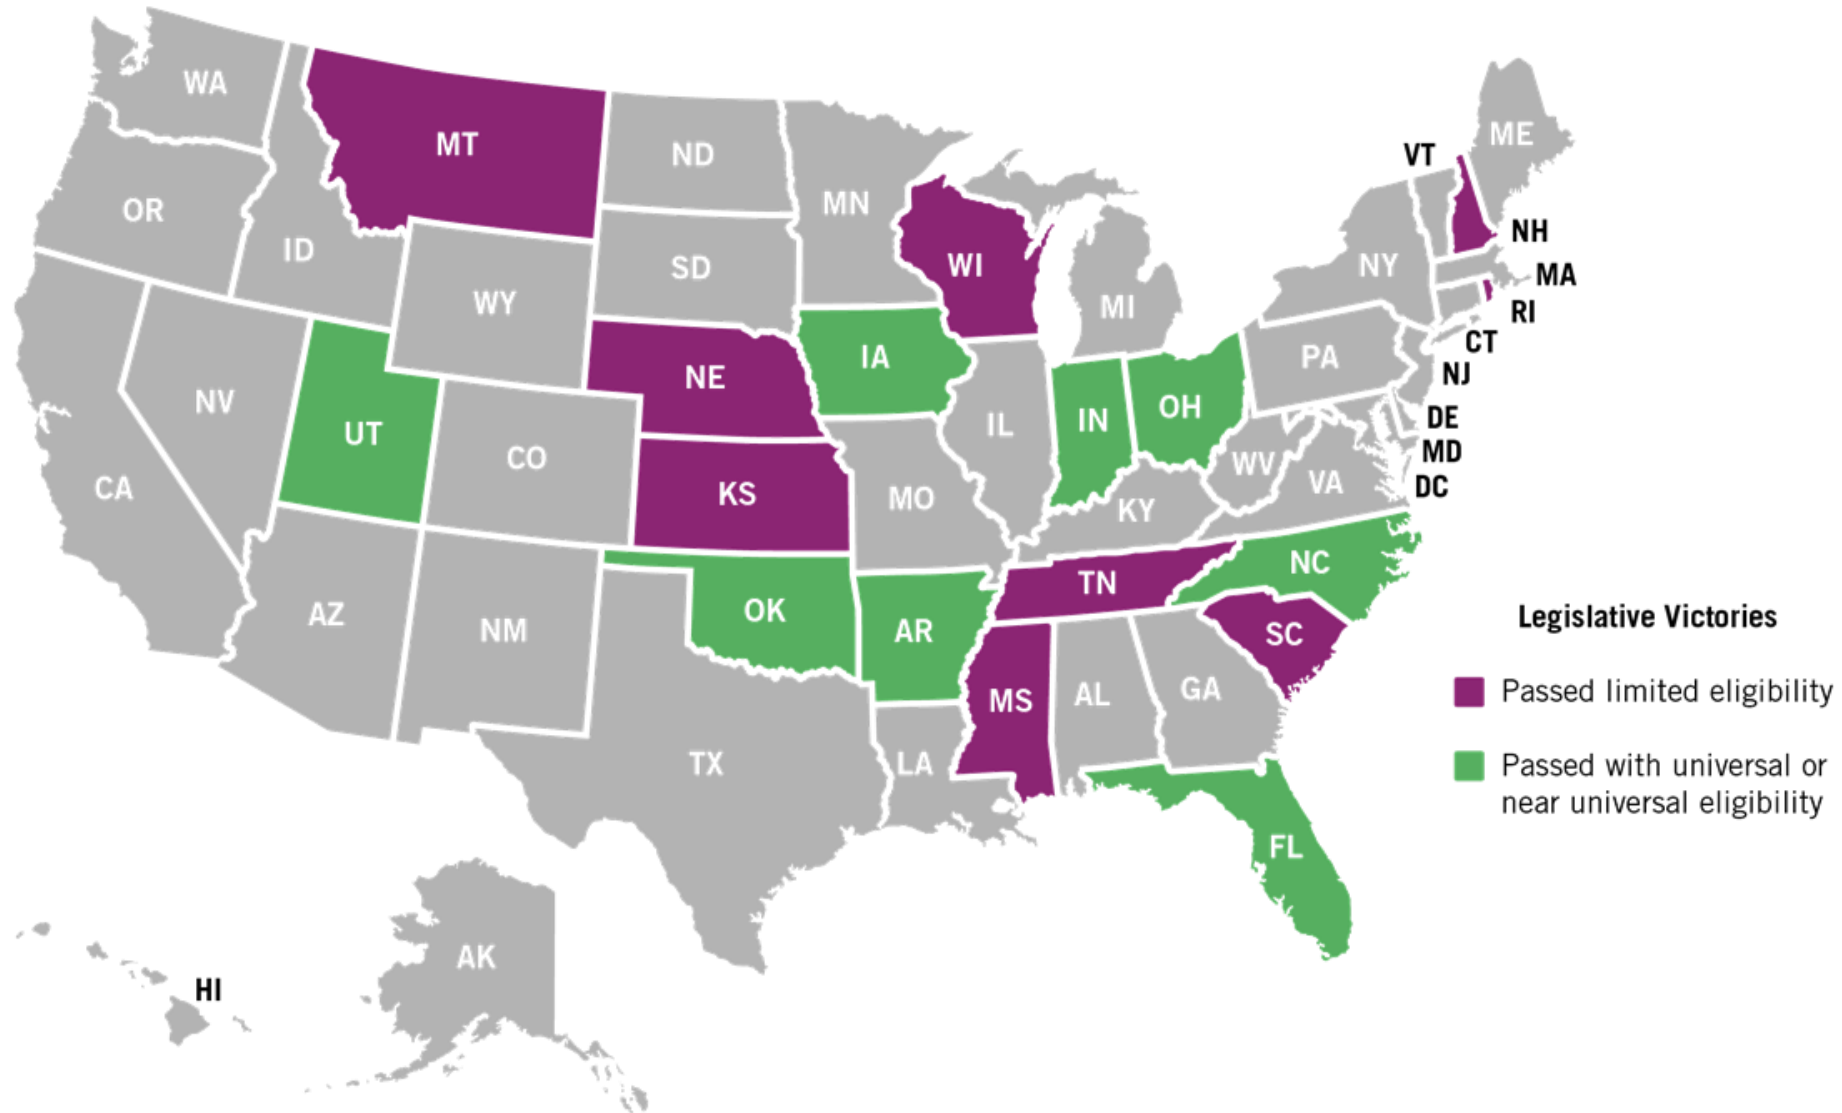 WA
MT
ND
MN
ME
VT
OR
ID
SD
WI
NY
NH
MA
WY
MI
RI
CT
IA
PA
NJ
NE
NV
UT
IL
IN
OH
DE
MD
DC
CO
CA
KS
MO
WV
VA
KY
NC
TN
AZ
NM
OK
AR
SC
MS
AL
GA
TX
LA
FL
AK
HI
Legislative Victories
Passed limited eligibility
Passed with universal or
near universal eligibility